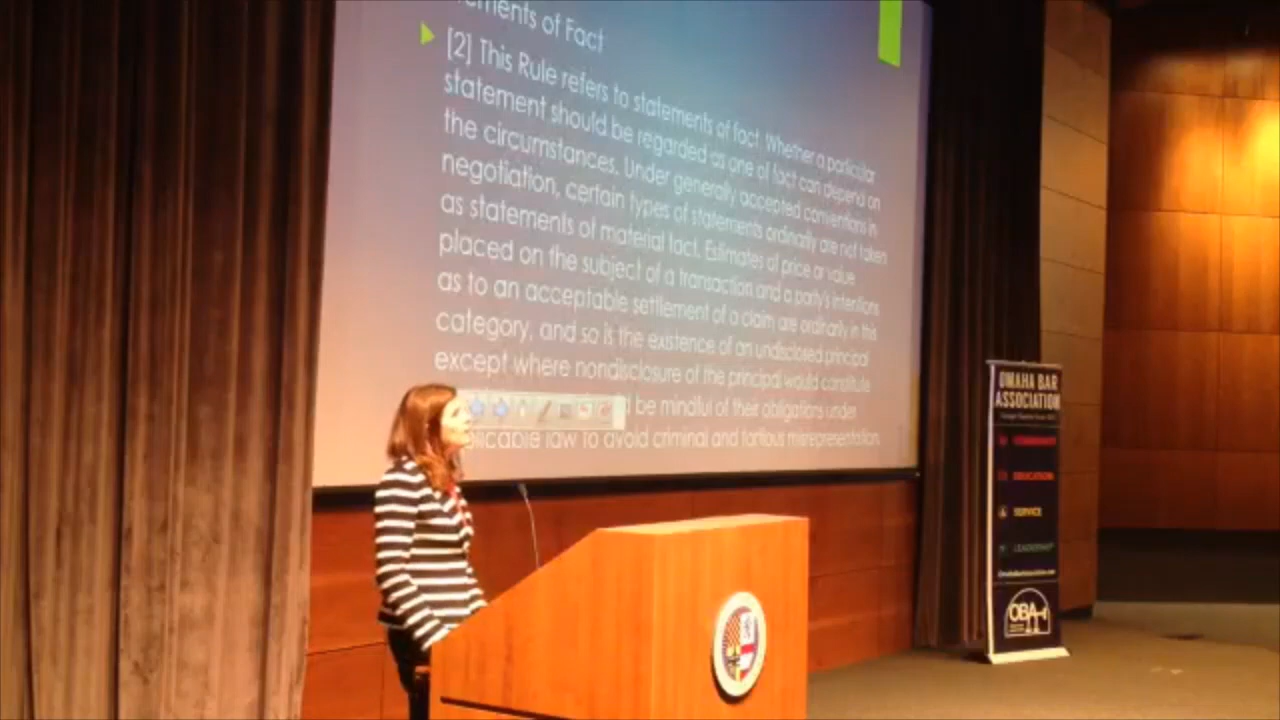 ements of Fact
[2] This Rule refers to statements of fact. Whether a particular
statement should be regarded as one of fact can depend on
the circumstances. Under generally accepted conventions in
negotiation, certain types of statements ordinarily are not taken
as statements of material fact. Estimates of price or value
placed on the subject of a transaction and a party's intentions
as to an acceptable settlement of a claim are ordinarily in this
category, and so is the existence of an undisclosed principal
except where nondisclosure of the principal would constitute
be mindful of their obligations under
plicable law to avoid criminal and tortious misrepresentation.
OMAHA BAR
ASSOCIATION
COMMUNITY
EDUCATION
SERVICE
LEADERSHIP
OBA